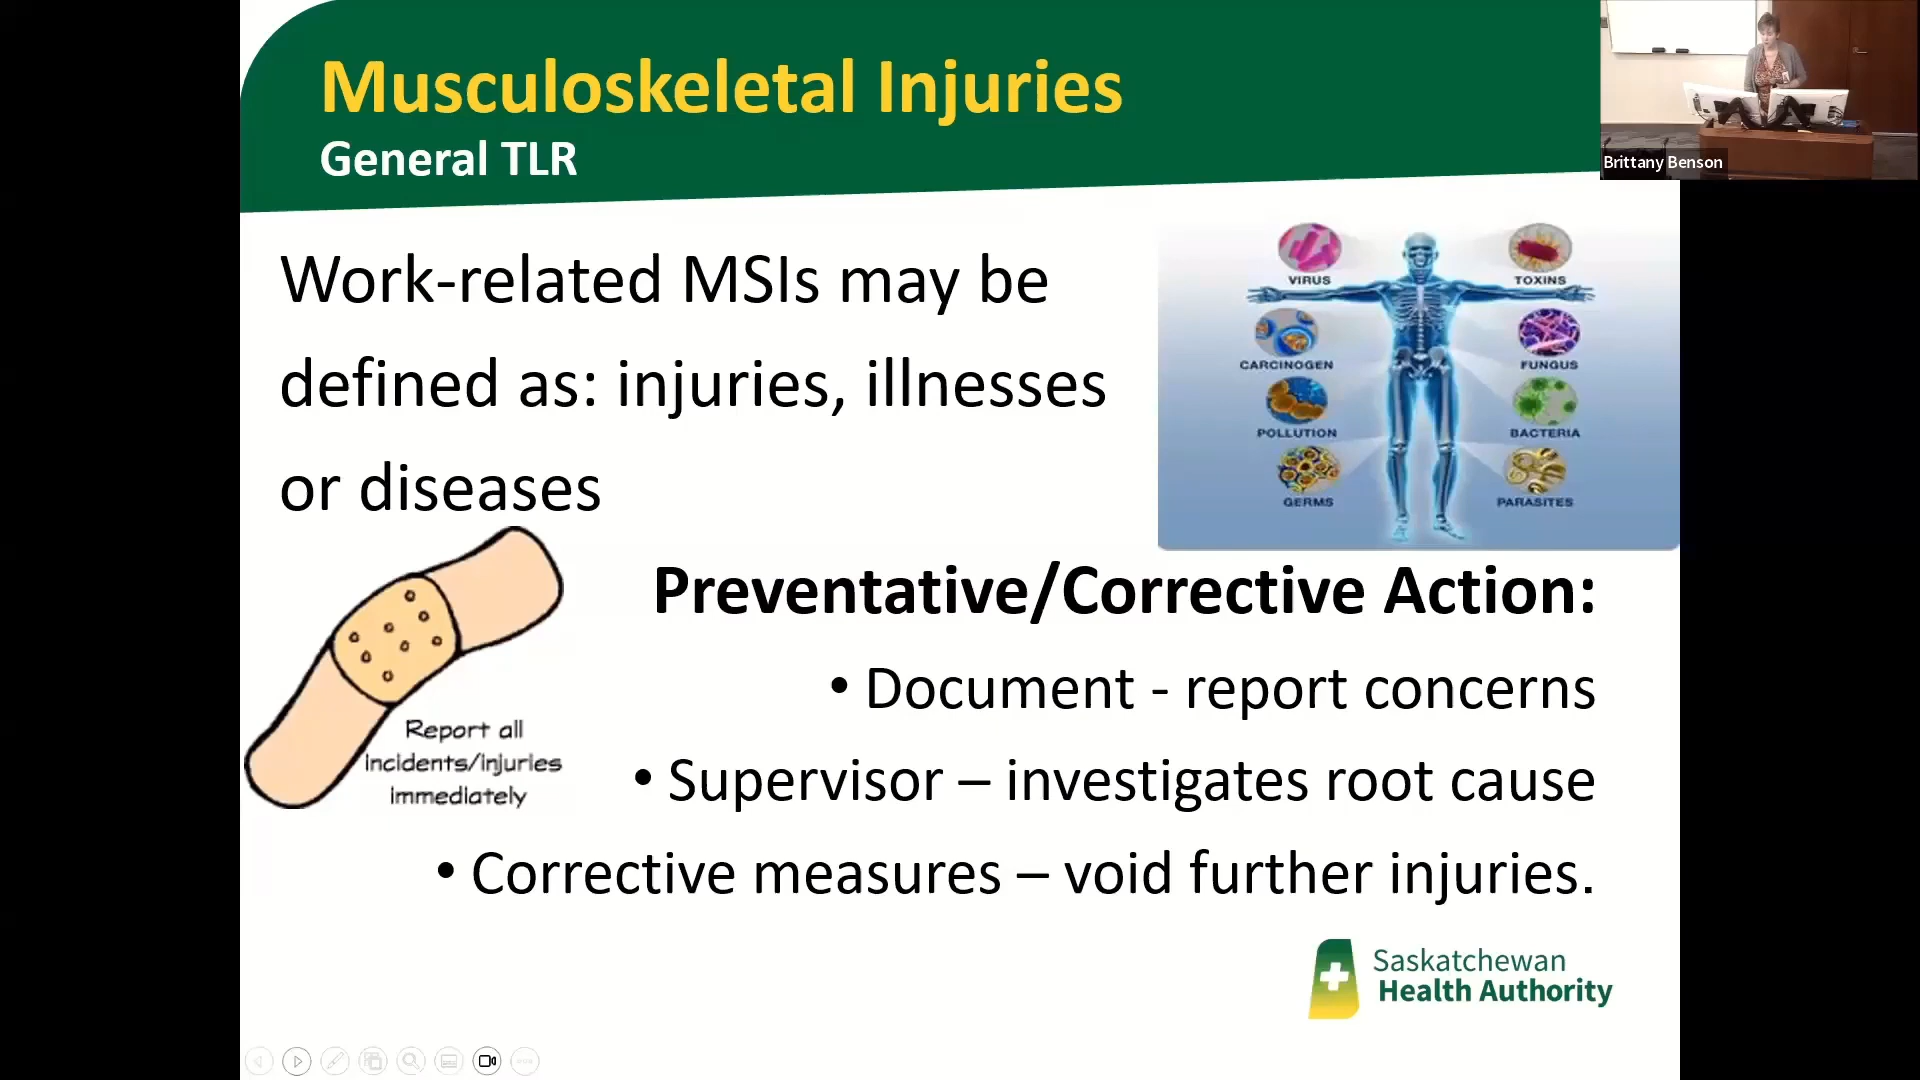 Musculoskeletal Injuries
General TLR
Brittany Benson
Work-related MSIs may be
defined as: injuries, illnesses
or diseases
VIRUS
TOXINS
CARCINOGEN
FUNGUS
POLLUTION
BACTERIA
GERMS
PARASITES
Report all
incidents/injuries
immediately
Preventative/Corrective Action:
• Document - report concerns
• Supervisor – investigates root cause
• Corrective measures – void further injuries.
Saskatchewan
Health Authority